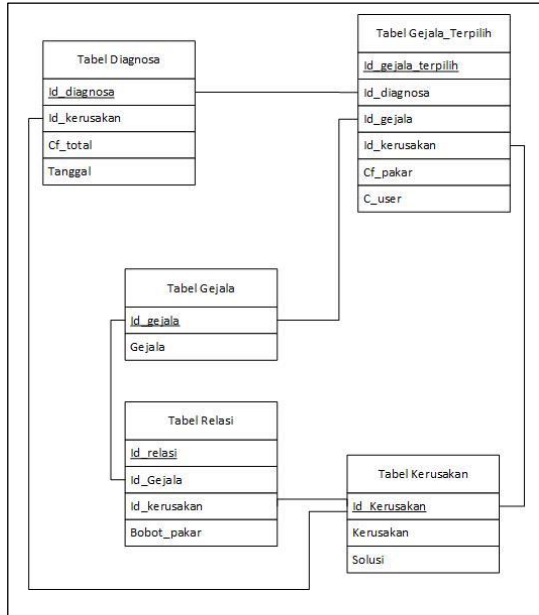 Tabel Diagnosa
Id_diagnosa
Id_kerusakan
Cf_total
Tanggal
Tabel Gejala_Terpilih
Id_gejala_terpilih
Id_diagnosa
Id_gejala
Id_kerusakan
Cf_pakar
C_user
Tabel Gejala
Id_gejala
Gejala
Tabel Relasi
Id_relasi
Id_Gejala
Id_kerusakan
Bobot_pakar
Tabel Kerusakan
Id_Kerusakan
Kerusakan
Solusi